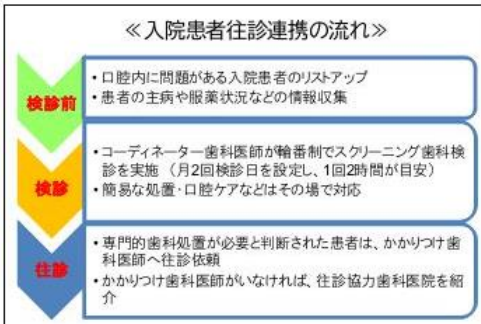 ≪入院患者往診連携の流れ≫
検診前
・口腔内に問題がある入院患者のリストアップ
・患者の主病や服薬状況などの情報収集
検診
・コーディネーター歯科医師が輪番制でスクリーニング歯科検
診を実施 （月2回検診日を設定し、1回2時間が目安）
・簡易な処置・口腔ケアなどはその場で対応
往診
・専門的歯科処置が必要と判断された患者は、かかりつけ歯
科医師へ往診依頼
・かかりつけ歯科医師がいなければ、往診協力歯科医院を紹
介